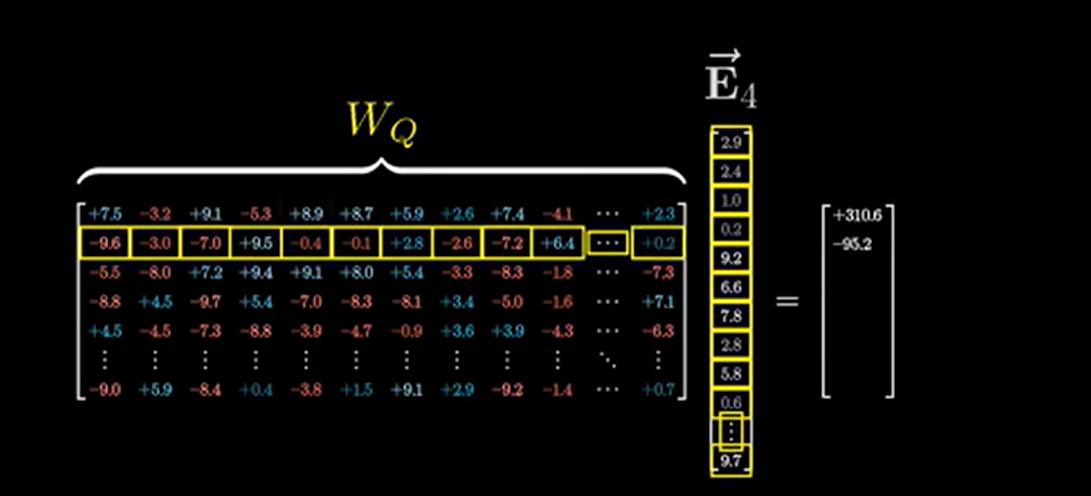 E₄
W_Q
+7.5 −3.2 +9.1 −5.3 +8.9 +8.7 +5.9 +2.6 +7.4 −4.1 ⋯ +2.3
−9.6 −3.0 −7.0 +9.5 −0.4 −0.1 +2.8 −2.6 −7.2 +6.4 ⋯ +0.2
−5.5 −8.0 +7.2 +9.4 +9.1 +8.0 +5.4 −3.3 −8.3 −1.8 ⋯ −7.3
−8.8 +4.5 −9.7 +5.4 −7.0 −8.3 −8.1 +3.4 −5.0 −1.6 ⋯ +7.1
+4.5 −4.5 −7.3 −8.8 −3.9 −4.7 −0.9 +3.6 +3.9 −4.3 ⋯ −6.3
⋮ ⋮ ⋮ ⋮ ⋮ ⋮ ⋮ ⋮ ⋮ ⋮ ⋱ ⋮
−9.0 +5.9 −8.4 +0.4 −3.8 +1.5 +9.1 +2.9 −9.2 −1.4 ⋯ +0.7
2.9
2.4
1.0
0.2
9.2
6.6
7.8
2.8
5.8
0.6
⋮
9.7
=
+310.6
−95.2